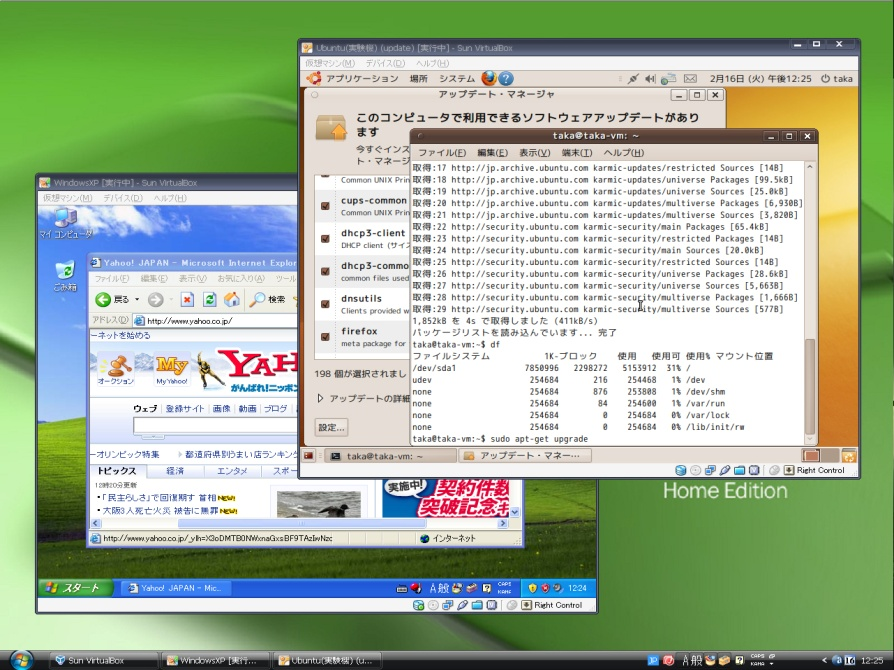 Ubuntu(実験機) (update) [実行中] - Sun VirtualBox
仮想マシン(M) デバイス(D) ヘルプ(H)
アプリケーション 場所 システム
2月16日 (火) 午後12:25 taka
アップデート・マネージャ
このコンピュータで利用できるソフトウェアアップデートがあり
ます
今すぐインス
ト・マネージ
Common UNIX Prin
cups-common
Common UNIX Prin
dhcp3-client
DHCP client (サイズ
dhcp3-commo
common files used
dnsutils
Clients provided w
firefox
meta package for
198 個が選択されまし
アップデートの詳細
設定...
taka@taka-vm: ~
ファイル(F) 編集(E) 表示(V) 端末(T) ヘルプ(H)
取得:17 http://jp.archive.ubuntu.com karmic-updates/restricted Sources [14B]
取得:18 http://jp.archive.ubuntu.com karmic-updates/universe Packages [99.5kB]
取得:19 http://jp.archive.ubuntu.com karmic-updates/universe Sources [25.0kB]
取得:20 http://jp.archive.ubuntu.com karmic-updates/multiverse Packages [6,930B]
取得:21 http://jp.archive.ubuntu.com karmic-updates/multiverse Sources [3,820B]
取得:22 http://security.ubuntu.com karmic-security/main Packages [65.4kB]
取得:23 http://security.ubuntu.com karmic-security/restricted Packages [14B]
取得:24 http://security.ubuntu.com karmic-security/main Sources [20.0kB]
取得:25 http://security.ubuntu.com karmic-security/restricted Sources [14B]
取得:26 http://security.ubuntu.com karmic-security/universe Packages [28.6kB]
取得:27 http://security.ubuntu.com karmic-security/universe Sources [5,663B]
取得:28 http://security.ubuntu.com karmic-security/multiverse Packages [1,666B]
取得:29 http://security.ubuntu.com karmic-security/multiverse Sources [577B]
1,852kB を 4s で取得しました (411kB/s)
パッケージリストを読み込んでいます... 完了
taka@taka-vm:~$ df
ファイルシステム 1K-ブロック 使用 使用可 使用% マウント位置
/dev/sda1 7850996 2298272 5153912 31% /
udev 254684 216 254468 1% /dev
none 254684 876 253808 1% /dev/shm
none 254684 84 254600 1% /var/run
none 254684 0 254684 0% /var/lock
none 254684 0 254684 0% /lib/init/rw
taka@taka-vm:~$ sudo apt-get upgrade
taka@taka-vm: ~
アップデート・マネー...
Right Control
Home Edition
WindowsXP [実行中] - Sun VirtualBox
仮想マシン(M) デバイス(D) ヘルプ(H)
マイ コンピュータ
ごみ箱
Yahoo! JAPAN - Microsoft Internet Explor
ファイル(F) 編集(E) 表示(V) お気に入り(A) ツール
戻る 検索
アドレス(D) http://www.yahoo.co.jp/
ーネットを始める
オークション
My
My Yahoo!
YAH
がんばれ!ニッポン
ウェブ 登録サイト 画像 動画 ブログ
ーオリンピック特集 都道府県別うまい店ランキング
トピックス 経済 エンタメ スポー
12時20分更新
・「民主らしさ」で回復期す 首相 NEW!
・大阪3人死亡火災 被告に無罪 NEW!
実施中!
契約件数
突破記念キ
インターネット
スタート
Yahoo! JAPAN - Mic...
A 般 CAPS KANA 12:24
Right Control
Sun VirtualBox
WindowsXP [実行...
Ubuntu(実験機) (u...
A 般 CAPS KANA 12:25